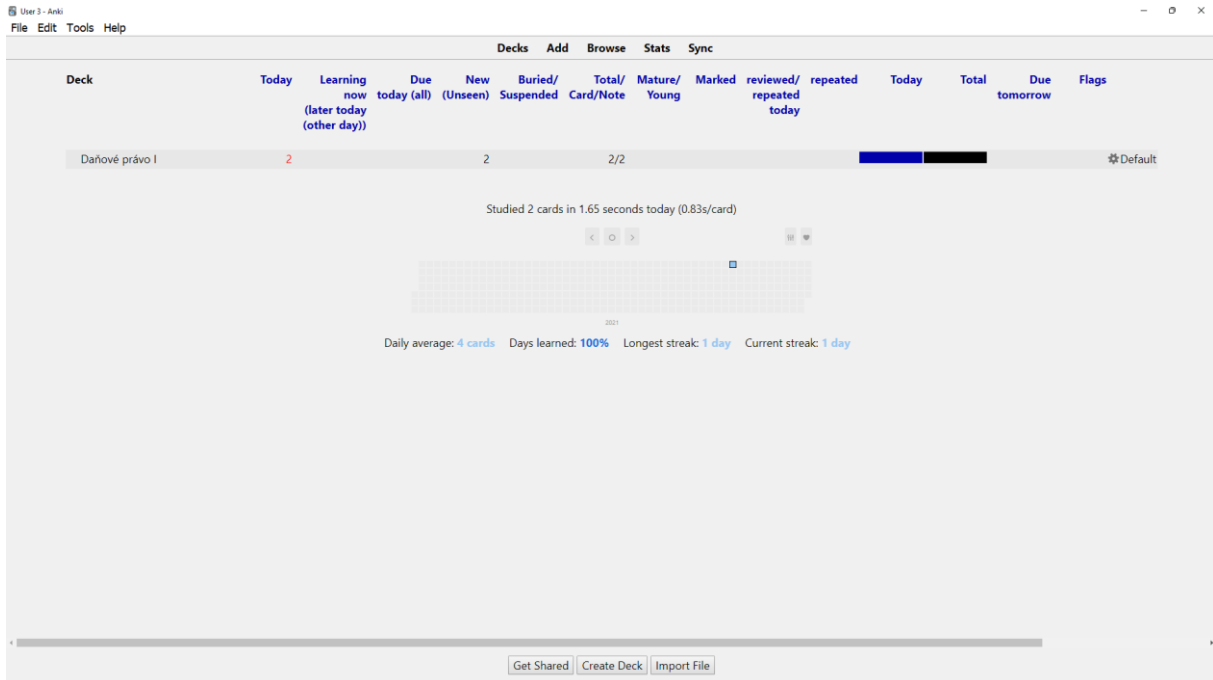 User 3 - Anki
File Edit Tools Help
Decks Add Browse Stats Sync
Deck Today Learning now (later today (other day)) Due today (all) New (Unseen) Buried/ Suspended Total/ Card/Note Mature/ Young Marked reviewed/ repeated today repeated Today Total Due tomorrow Flags
Daňové právo I 2 2 2/2 Default
Studied 2 cards in 1.65 seconds today (0.83s/card)
2021
Daily average: 4 cards Days learned: 100% Longest streak: 1 day Current streak: 1 day
Get Shared Create Deck Import File